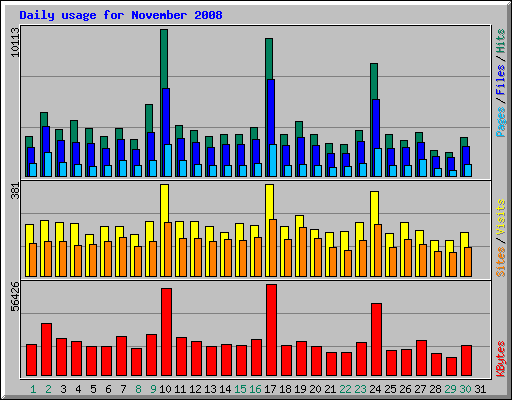 Daily usage for November 2008
10113
Pages / Files / Hits
381
Sites / Visits
56426
KBytes
1 2 3 4 5 6 7 8 9 10 11 12 13 14 15 16 17 18 19 20 21 22 23 24 25 26 27 28 29 30 31